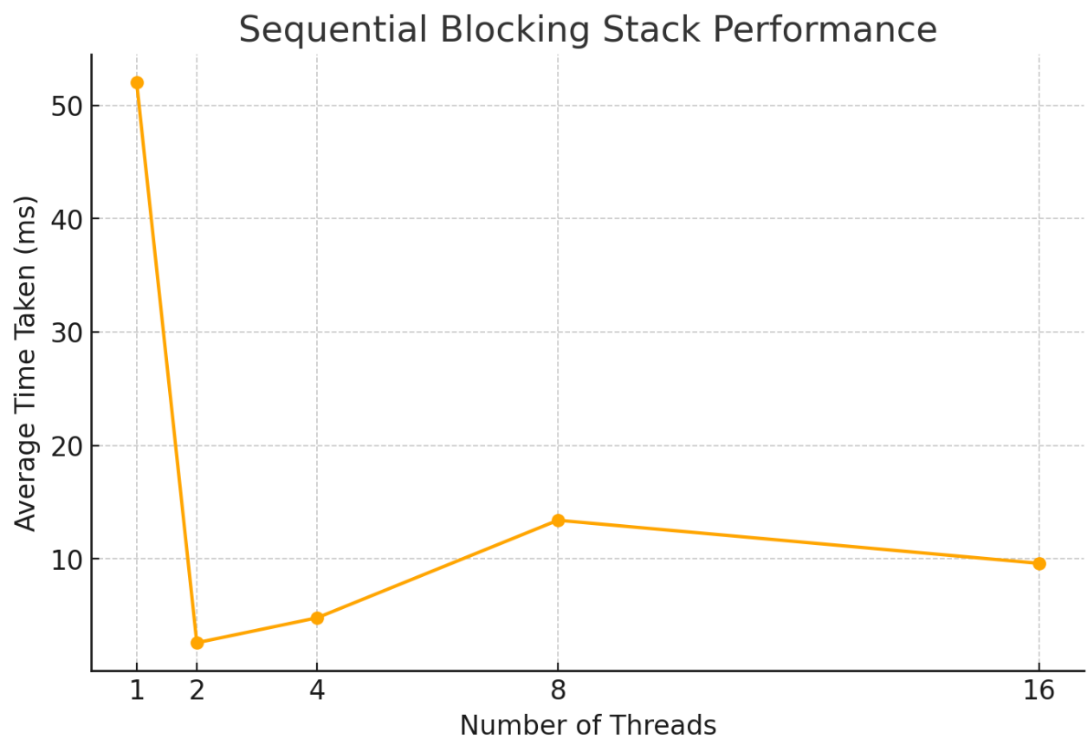 Sequential Blocking Stack Performance
Average Time Taken (ms)
50
40
30
20
10
1 2 4 8 16
Number of Threads